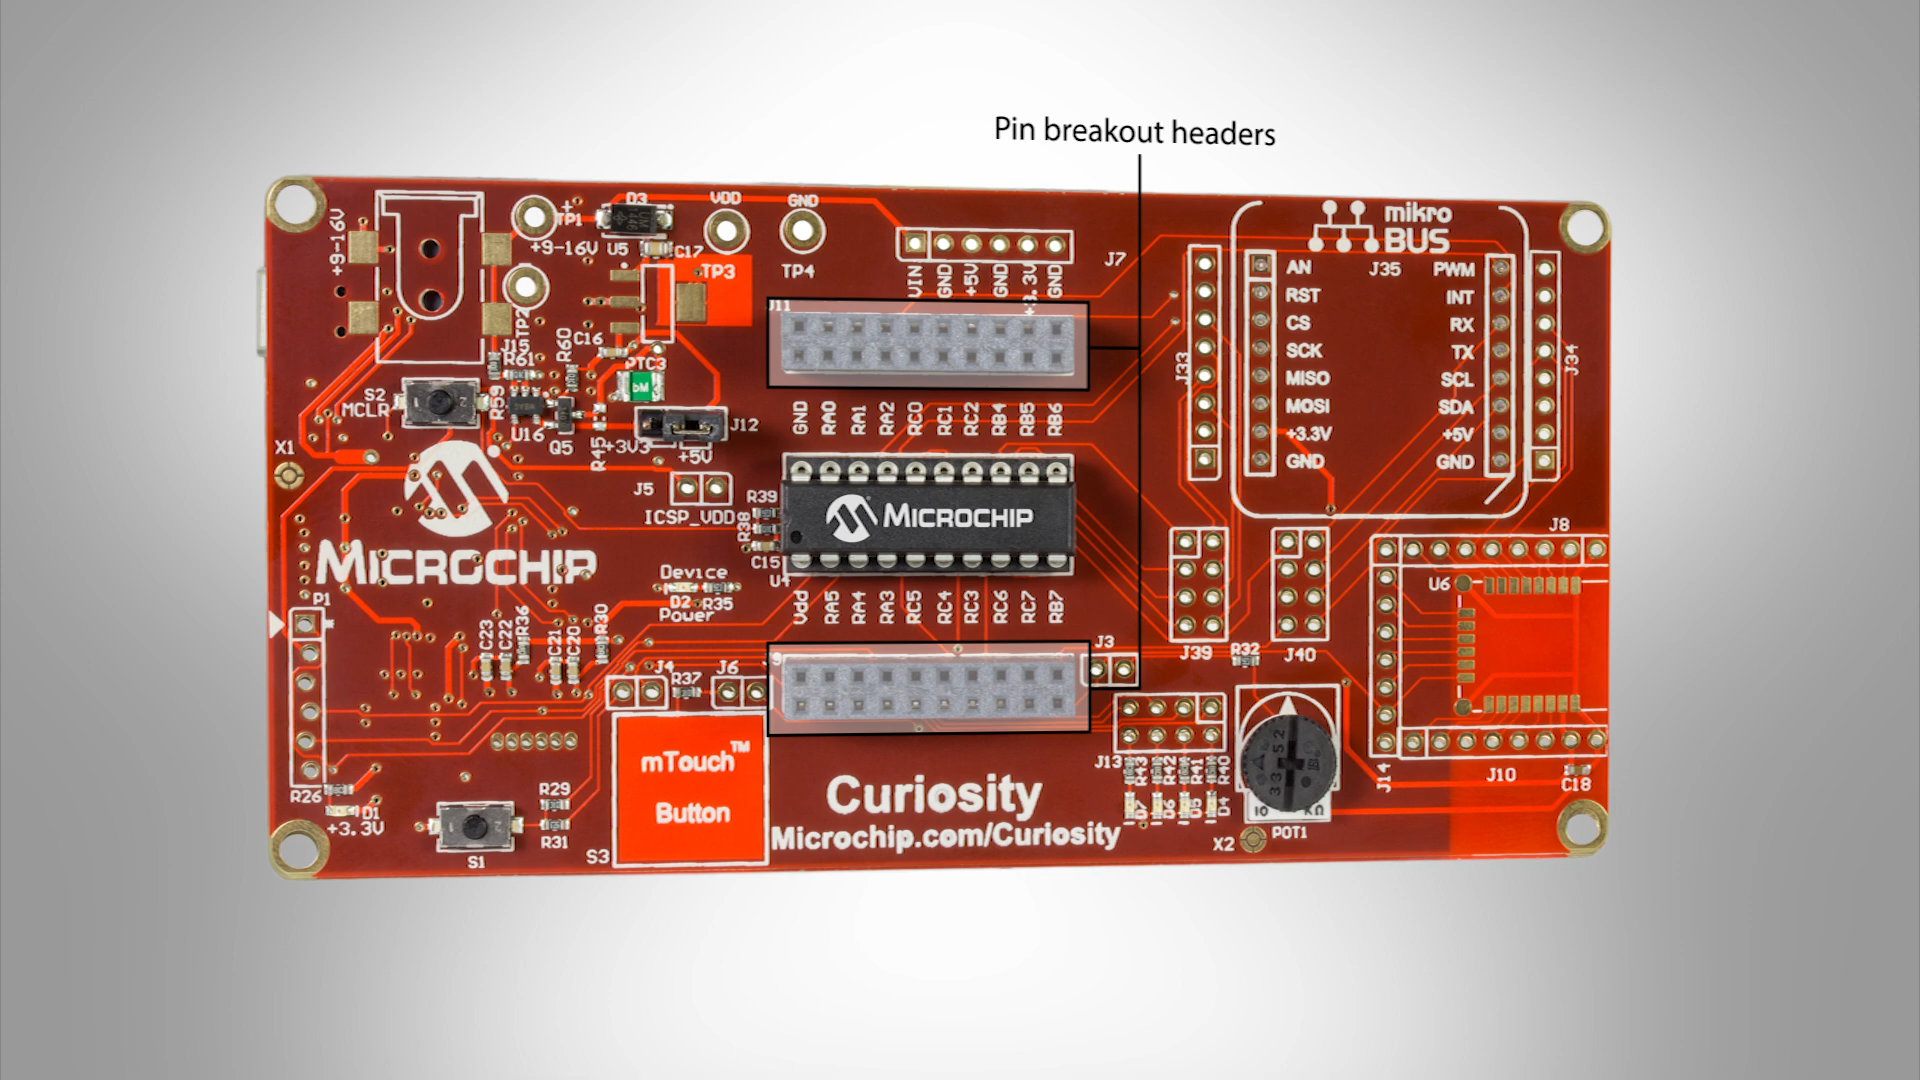 Pin breakout headers
+9-16V
TP1
+
+9-16V
D3
U5
C17
VDD
GND
TP3
TP4
J7
VIN
GND
+5V
GND
+3.3V
GND
mikro
BUS
J35
AN
RST
CS
SCK
MISO
MOSI
+3.3V
GND
PWM
INT
RX
TX
SCL
SDA
+5V
GND
J33
J34
J11
TP2
J15
R61
R60
C16
PTC3
S2
MCLR
R59
U16
Q5
R45
+3V3
+5V
J12
X1
J5
ICSP_VDD
GND
RA0
RA1
RA2
RC0
RC1
RC2
RB4
RB5
RB6
R39
R38
C15
U4
MICROCHIP
MICROCHIP
Device
D2
R35
Power
Vdd
RA5
RA4
RA3
RC5
RC4
RC3
RC6
RC7
RB7
P1
C23
C22
R36
C21
C20
R30
J4
R37
J6
J3
J39
R32
J40
J8
U6
J14
J10
C18
R26
D1
+3.3V
S1
R29
R31
S3
mTouch™
Button
Curiosity
Microchip.com/Curiosity
J13
R43
R42
R41
R40
D7
D6
D5
D4
X2
POT1
10
KΩ